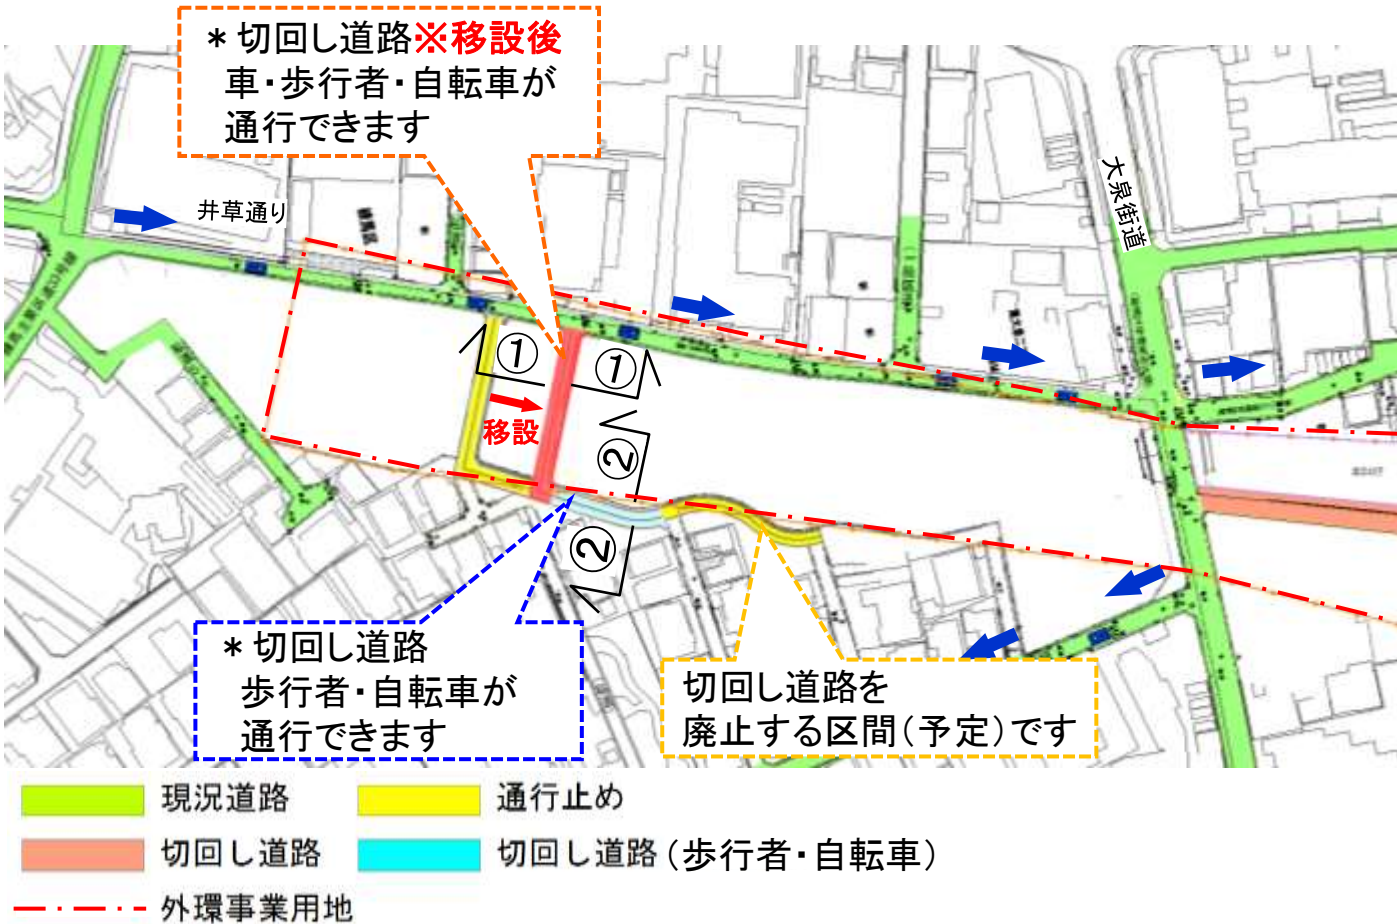 ＊切回し道路※移設後
車・歩行者・自転車が
通行できます
井草通り
大泉街道
①
①
移設
②
②
＊切回し道路
歩行者・自転車が
通行できます
切回し道路を
廃止する区間（予定）です
現況道路
通行止め
切回し道路
切回し道路（歩行者・自転車）
外環事業用地